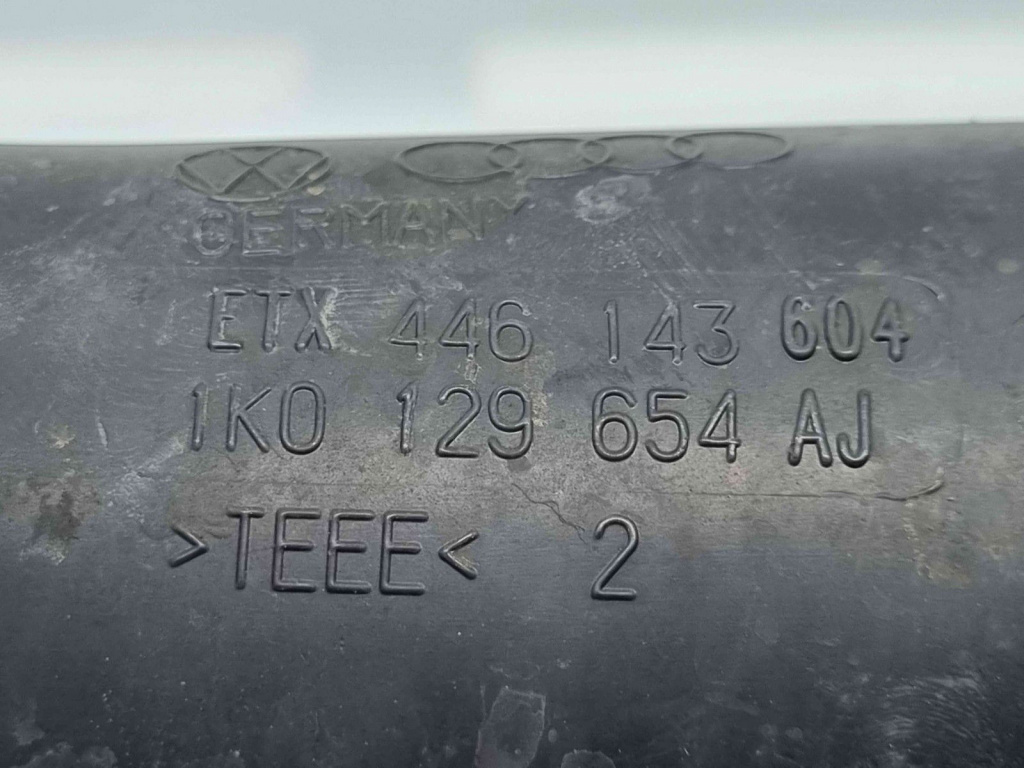 GERMANY
ETX 446 143 604
1K0 129 654 AJ
>TEEE< 2